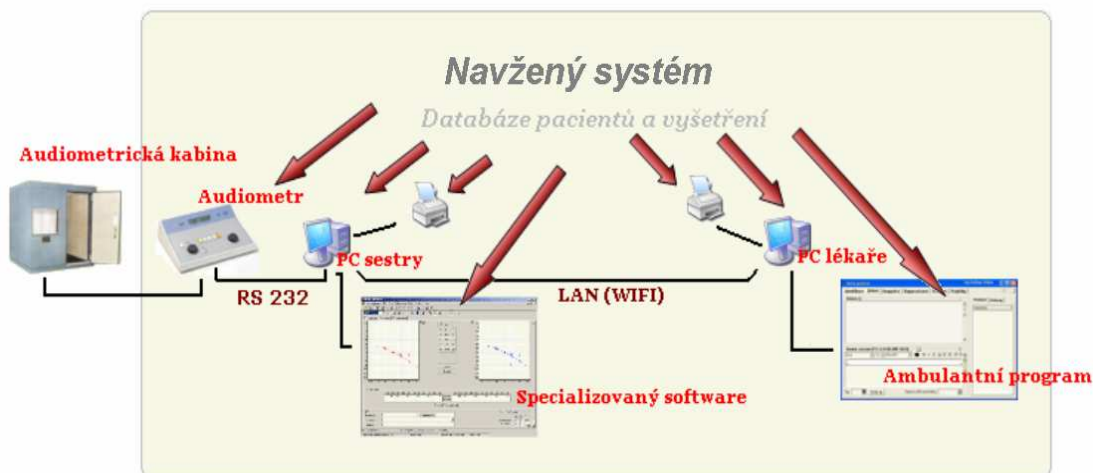 Navžený systém
Databáze pacientů a vyšetření
Audiometrická kabina
Audiometr
PC sestry
PC lékaře
RS 232
LAN (WIFI)
Specializovaný software
Ambulantní program